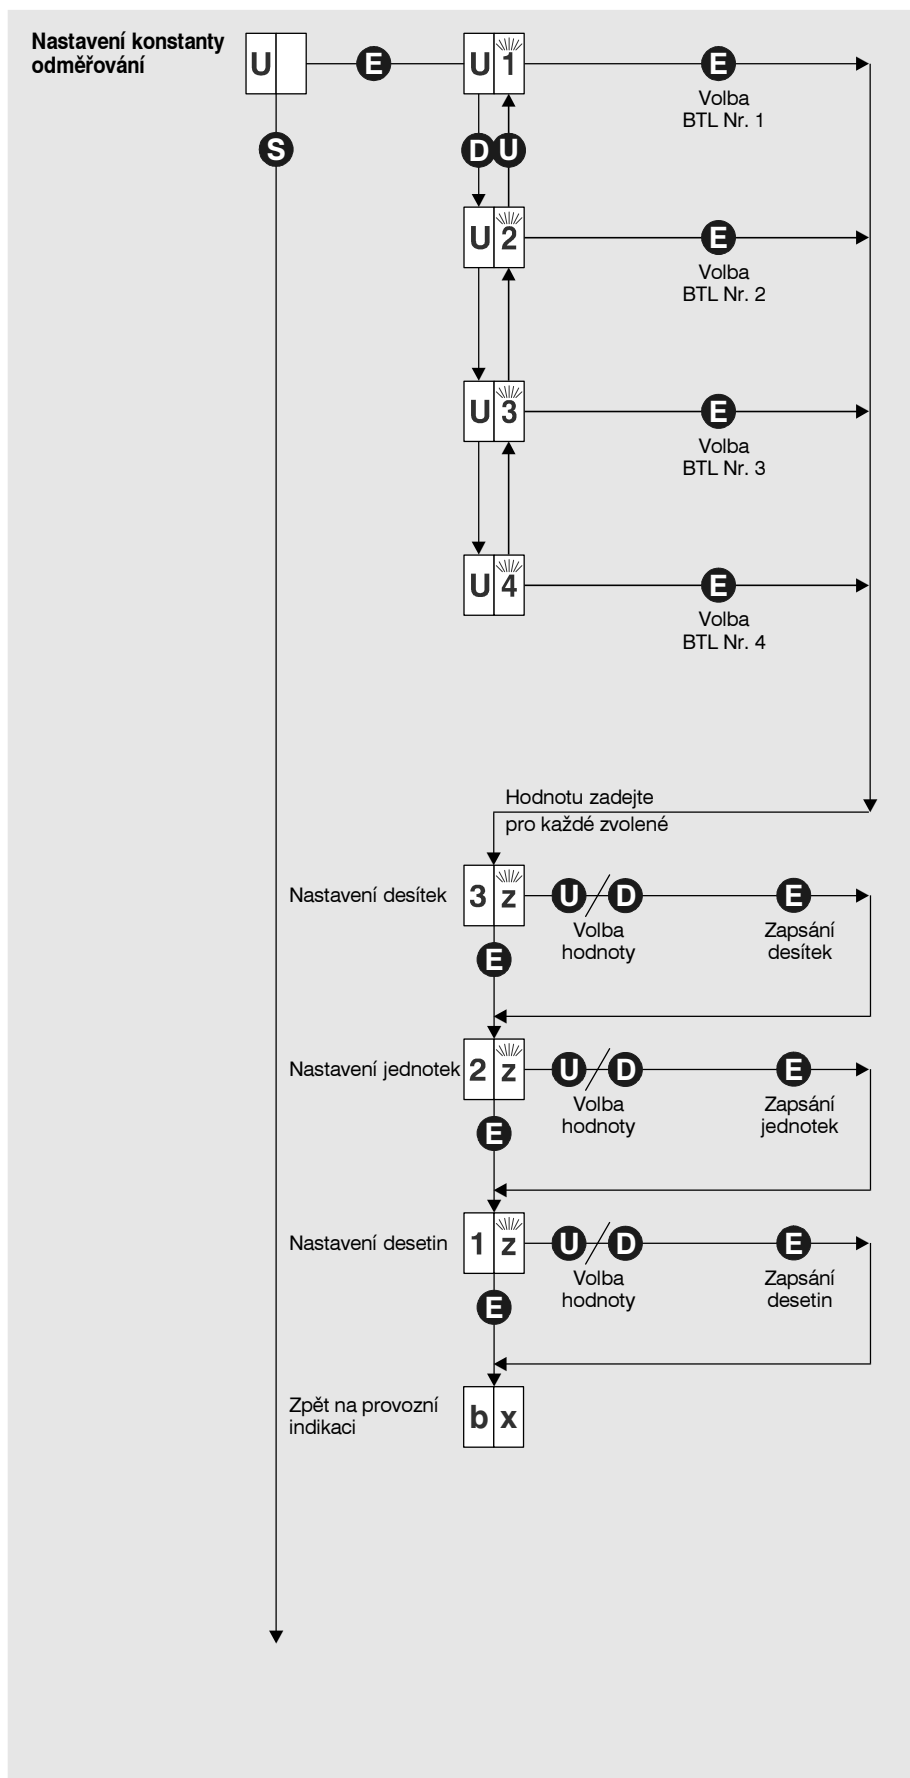 Nastavení konstanty
odměřování
U
E
U 1
E
Volba
BTL Nr. 1
S
D U
U 2
E
Volba
BTL Nr. 2
U 3
E
Volba
BTL Nr. 3
U 4
E
Volba
BTL Nr. 4
Hodnotu zadejte
pro každé zvolené
Nastavení desítek
3 z
U / D
E
Volba
hodnoty
Zapsání
desítek
E
Nastavení jednotek
2 z
U / D
E
Volba
hodnoty
Zapsání
jednotek
E
Nastavení desetin
1 z
U / D
E
Volba
hodnoty
Zapsání
desetin
E
Zpět na provozní
indikaci
b x